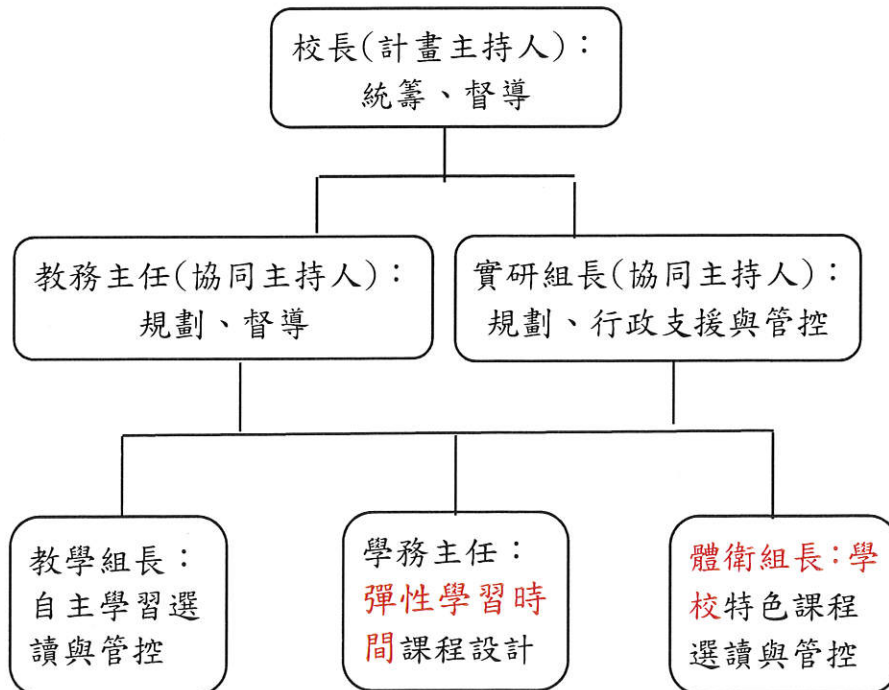 校長(計畫主持人)：
統籌、督導
教務主任(協同主持人)：
規劃、督導
實研組長(協同主持人)：
規劃、行政支援與管控
教學組長：
自主學習選
讀與管控
學務主任：
彈性學習時
間課程設計
體衛組長：學
校特色課程
選讀與管控